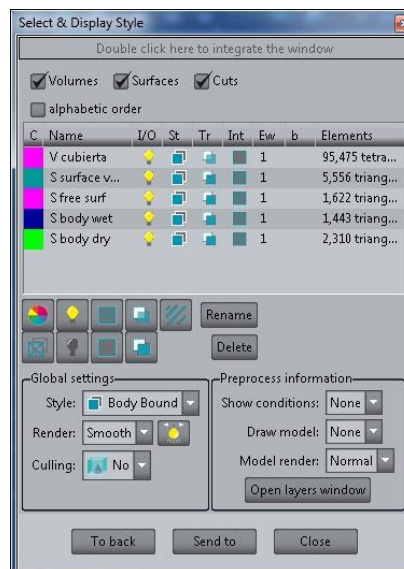 Select & Display Style
Double click here to integrate the window
Volumes Surfaces Cuts
alphabetic order
C Name I/O St Tr Int Ew b Elements
V cubierta 1 95,475 tetra...
S surface v... 1 5,556 triang...
S free surf 1 1,622 triang...
S body wet 1 1,443 triang...
S body dry 1 2,310 triang...
Rename
Delete
Global settings Preprocess information
Style: Body Bound Show conditions: None
Render: Smooth Draw model: None
Culling: No Model render: Normal
Open layers window
To back Send to Close